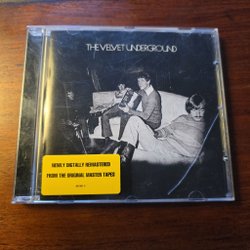 THE VELVET UNDERGROUND
NEWLY DIGITALLY REMASTERED
FROM THE ORIGINAL MASTER TAPES